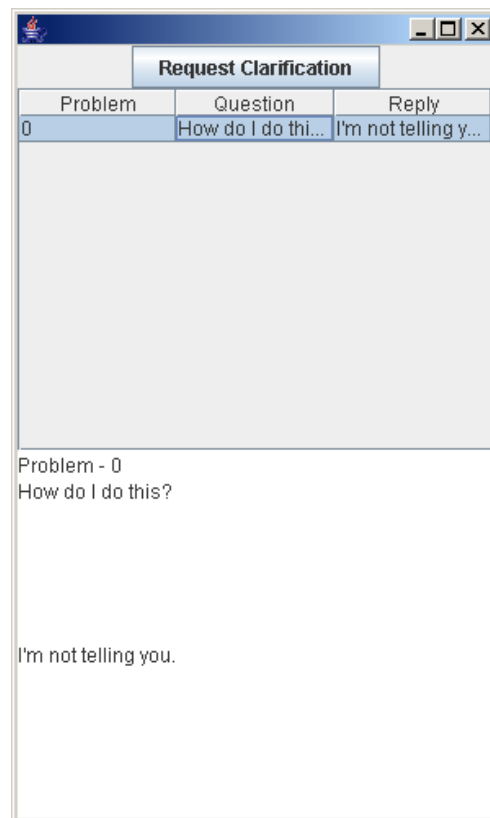 Request Clarification
Problem Question Reply
0 How do I do thi... I'm not telling y...
Problem - 0
How do I do this?
I'm not telling you.